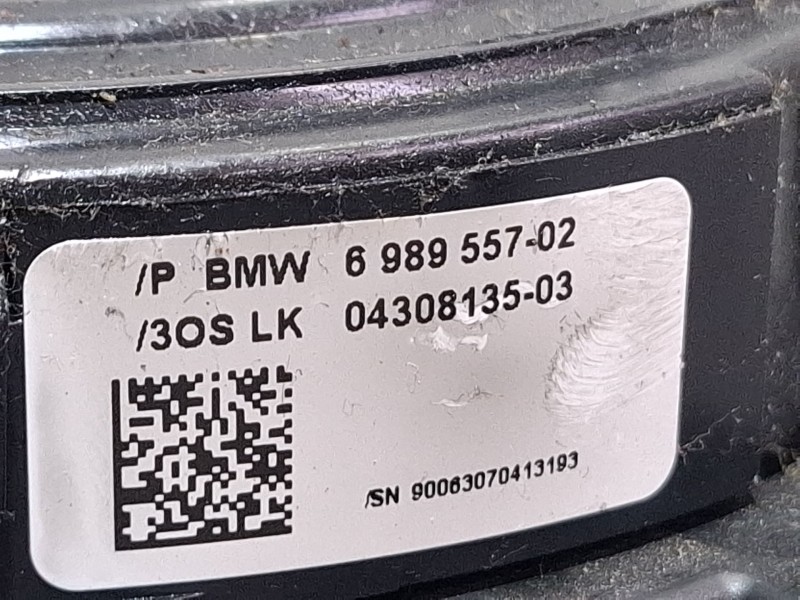 /P BMW 6 989 557-02
/3OS LK 04308135-03
/SN 90063070413193